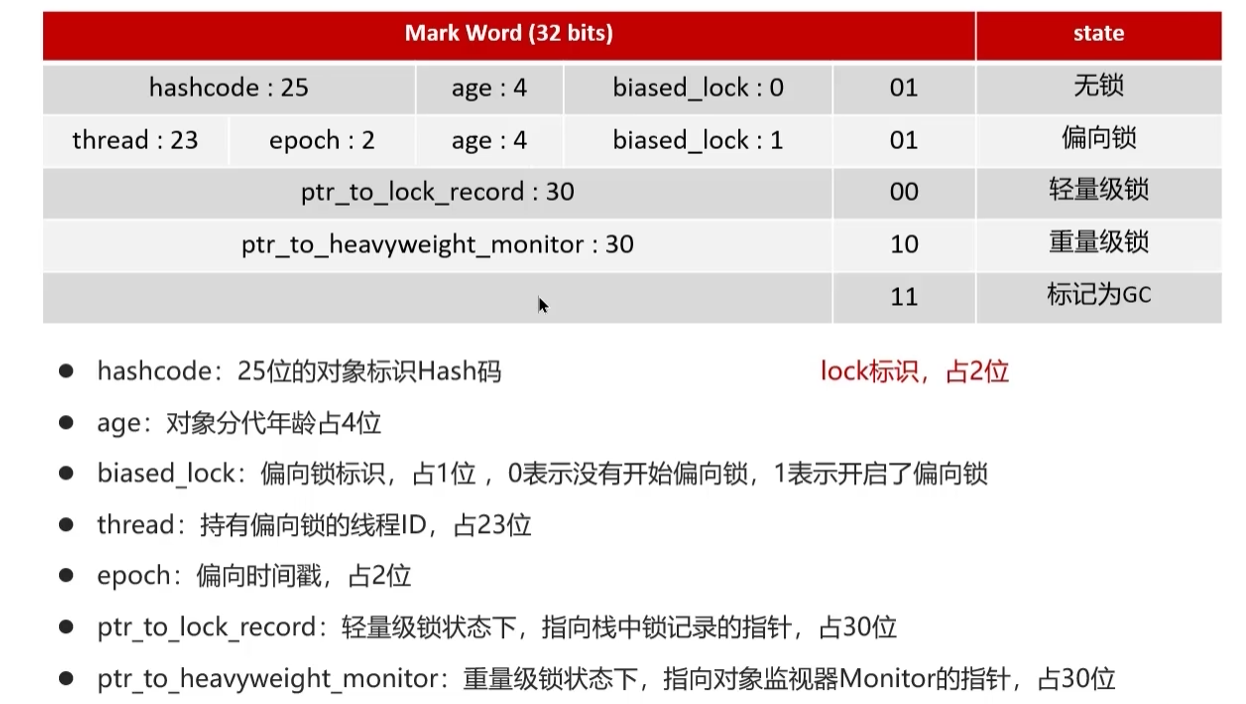 Mark Word (32 bits) state
hashcode : 25 age : 4 biased_lock : 0 01 无锁
thread : 23 epoch : 2 age : 4 biased_lock : 1 01 偏向锁
ptr_to_lock_record : 30 00 轻量级锁
ptr_to_heavyweight_monitor : 30 10 重量级锁
11 标记为GC
● hashcode：25位的对象标识Hash码 lock标识，占2位
● age：对象分代年龄占4位
● biased_lock：偏向锁标识，占1位 ，0表示没有开始偏向锁，1表示开启了偏向锁
● thread：持有偏向锁的线程ID，占23位
● epoch：偏向时间戳，占2位
● ptr_to_lock_record：轻量级锁状态下，指向栈中锁记录的指针，占30位
● ptr_to_heavyweight_monitor：重量级锁状态下，指向对象监视器Monitor的指针，占30位